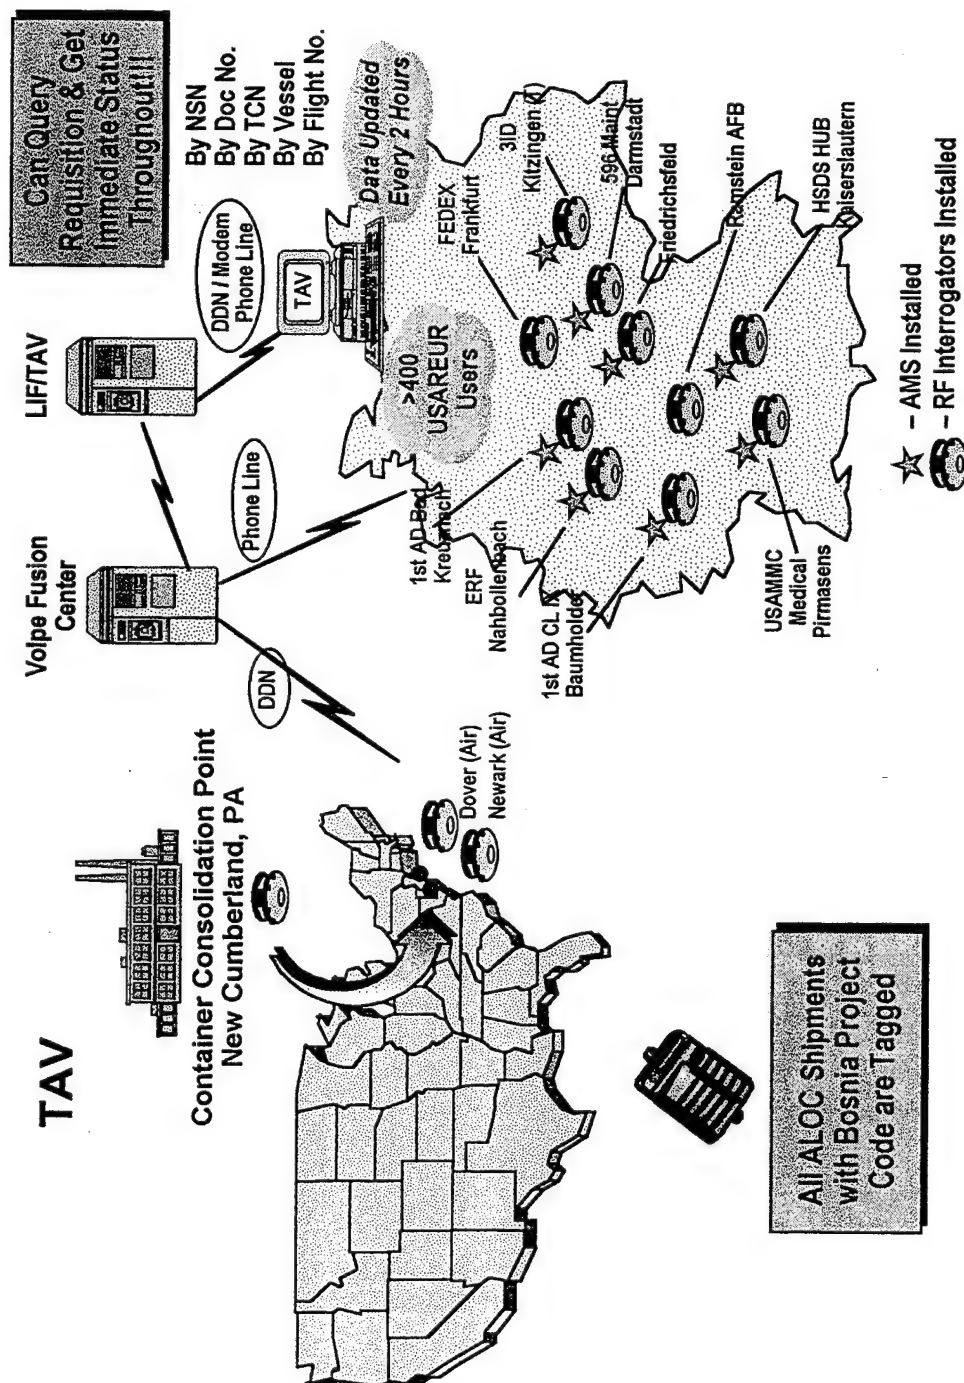 TAV
Container Consolidation Point
New Cumberland, PA
Volpe Fusion
Center
LIF/TAV
Can Query
Requisition & Get
Immediate Status
Throughout!!!
By NSN
By Doc No.
By TCN
By Vessel
By Flight No.
DDN
Phone Line
DDN / Modem
Phone Line
TAV
Data Updated
Every 2 Hours
>400
USAREUR
Users
Dover (Air)
Newark (Air)
1st AD Bad
Kreuznach
ERF
Nahbollenbach
1st AD CL IX
Baumholder
USAMMC
Medical
Pirmasens
FEDEX
Frankfurt
3ID
Kitzingen
596 Maint
Darmstadt
Friedrichsfeld
Ramstein AFB
HSDS HUB
Kaiserslautern
All ALOC Shipments
with Bosnia Project
Code are Tagged
– AMS Installed
– RF Interrogators Installed